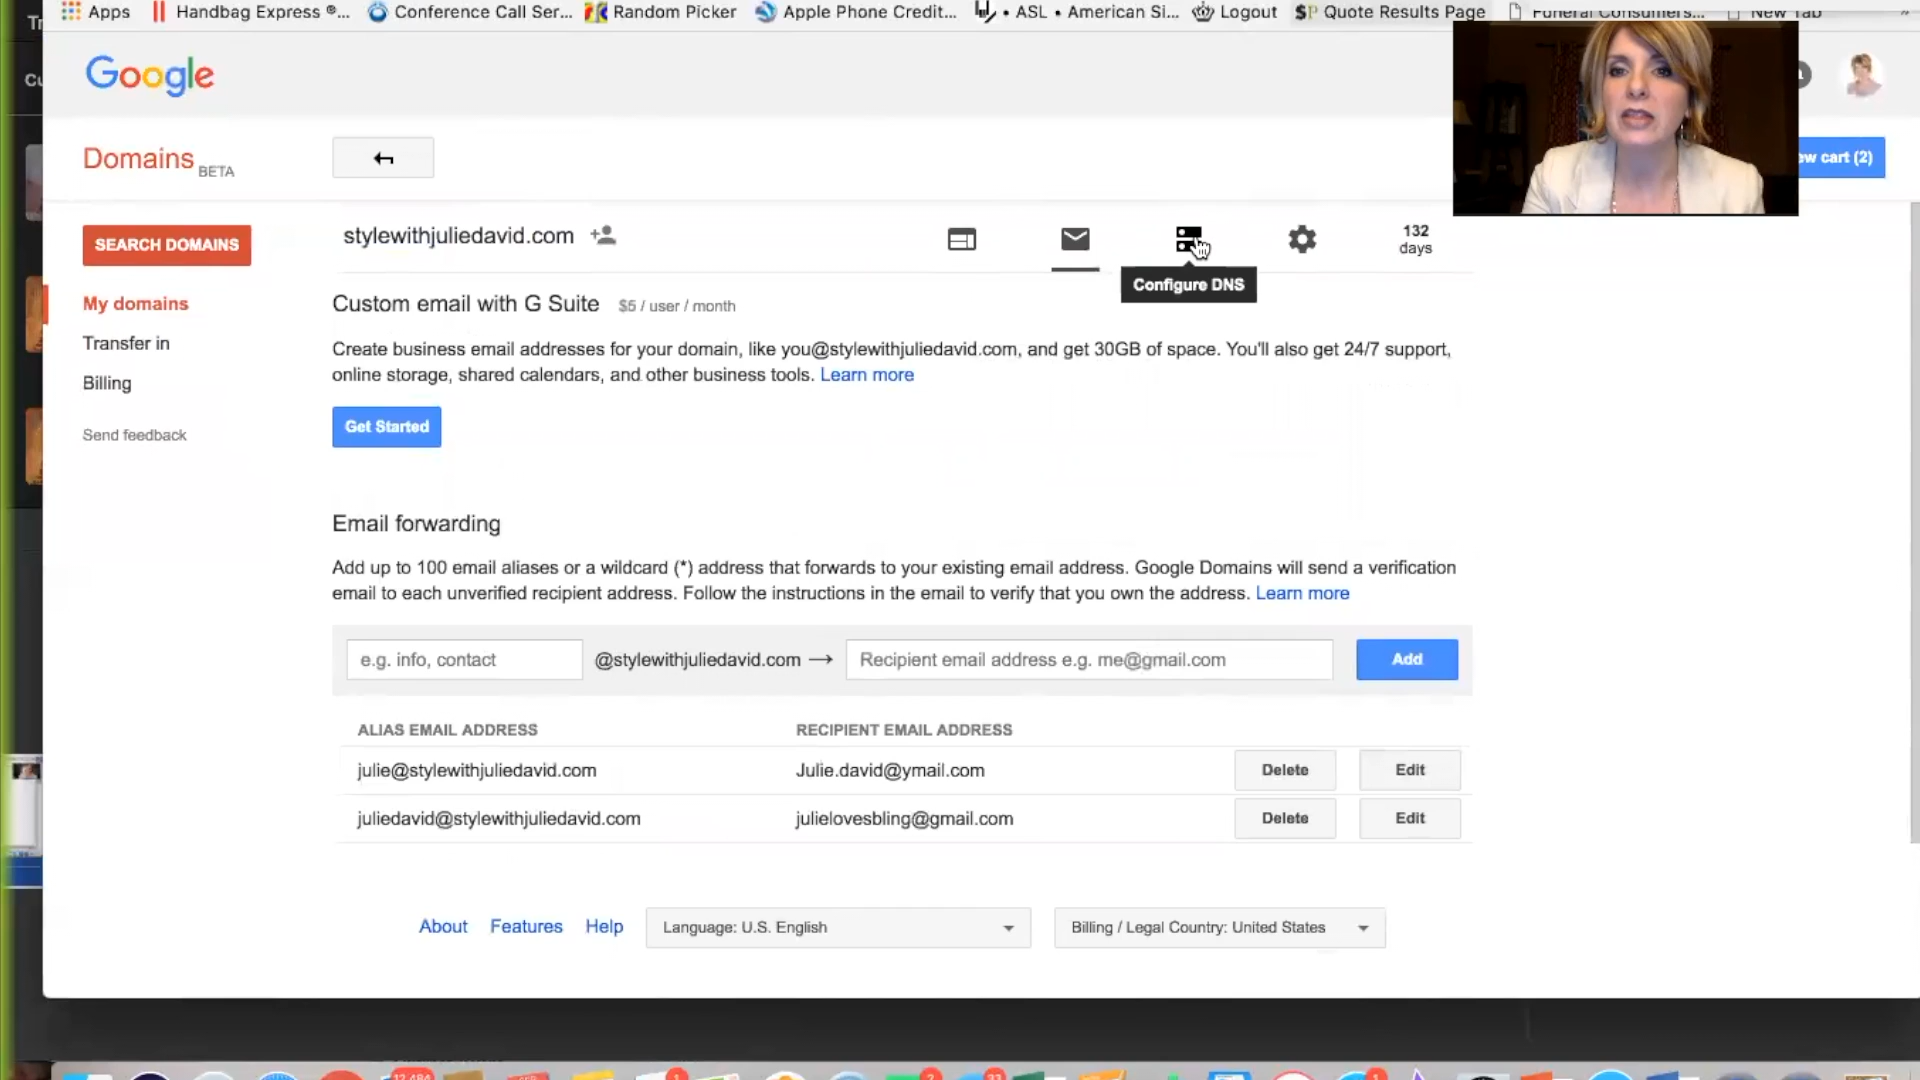 Apps
Handbag Express ®...
Conference Call Ser...
Random Picker
Apple Phone Credit...
• ASL • American Si...
Logout
Quote Results Page
Funeral Consumers...
New Tab
Google
Domains BETA
cart (2)
SEARCH DOMAINS
stylewithjuliedavid.com
132
days
Configure DNS
My domains
Transfer in
Billing
Send feedback
Custom email with G Suite $5 / user / month
Create business email addresses for your domain, like you@stylewithjuliedavid.com, and get 30GB of space. You'll also get 24/7 support,
online storage, shared calendars, and other business tools. Learn more
Get Started
Email forwarding
Add up to 100 email aliases or a wildcard (*) address that forwards to your existing email address. Google Domains will send a verification
email to each unverified recipient address. Follow the instructions in the email to verify that you own the address. Learn more
e.g. info, contact @stylewithjuliedavid.com → Recipient email address e.g. me@gmail.com Add
ALIAS EMAIL ADDRESS RECIPIENT EMAIL ADDRESS
julie@stylewithjuliedavid.com Julie.david@ymail.com Delete Edit
juliedavid@stylewithjuliedavid.com julielovesbling@gmail.com Delete Edit
About Features Help Language: U.S. English Billing / Legal Country: United States